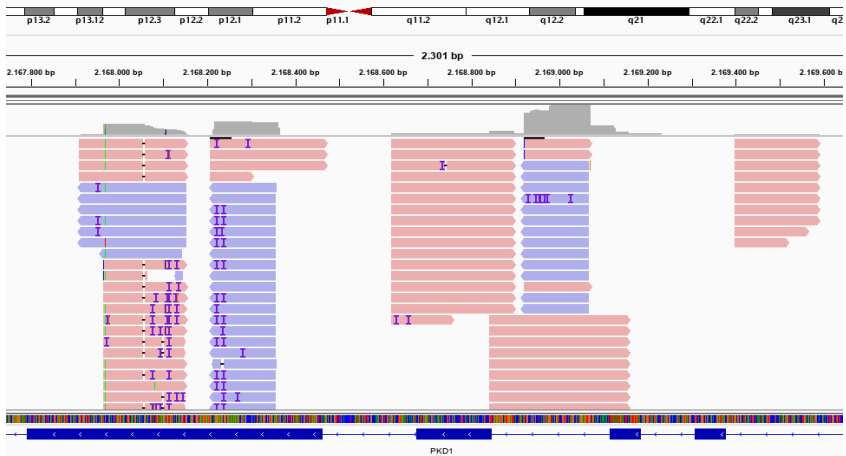 p13.2 p13.12 p12.3 p12.2 p12.1 p11.2 p11.1 q11.2 q12.1 q12.2 q21 q22.1 q22.2 q23.1 q2
2.301 bp
2.167.800 bp 2.168.000 bp 2.168.200 bp 2.168.400 bp 2.168.600 bp 2.168.800 bp 2.169.000 bp 2.169.200 bp 2.169.400 bp 2.169.600 bp
PKD1